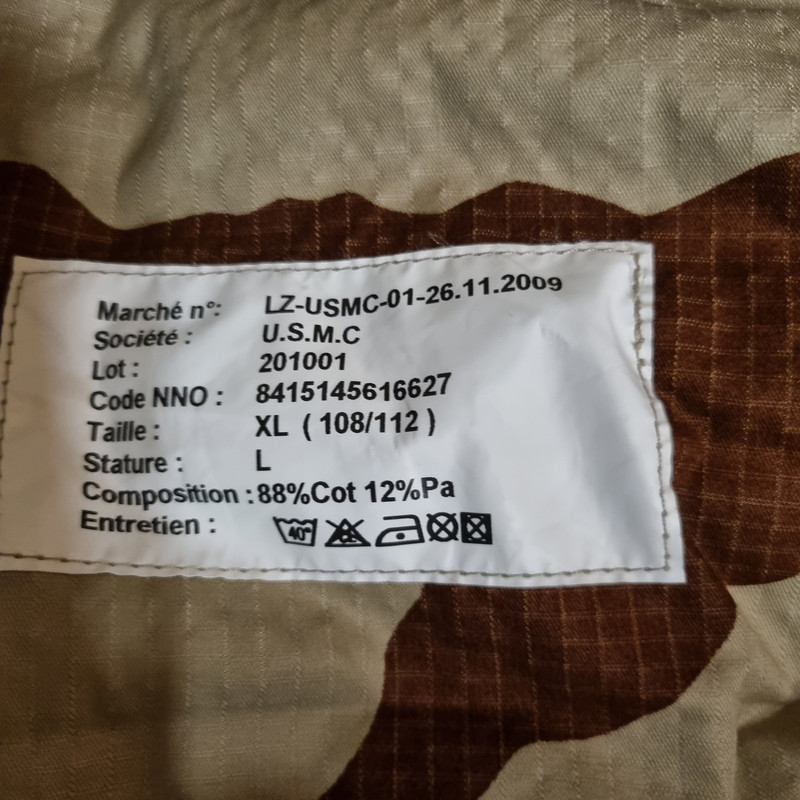 Marché n°: LZ-USMC-01-26.11.2009
Société : U.S.M.C
Lot : 201001
Code NNO : 8415145616627
Taille : XL ( 108/112 )
Stature : L
Composition : 88%Cot 12%Pa
Entretien : 40°